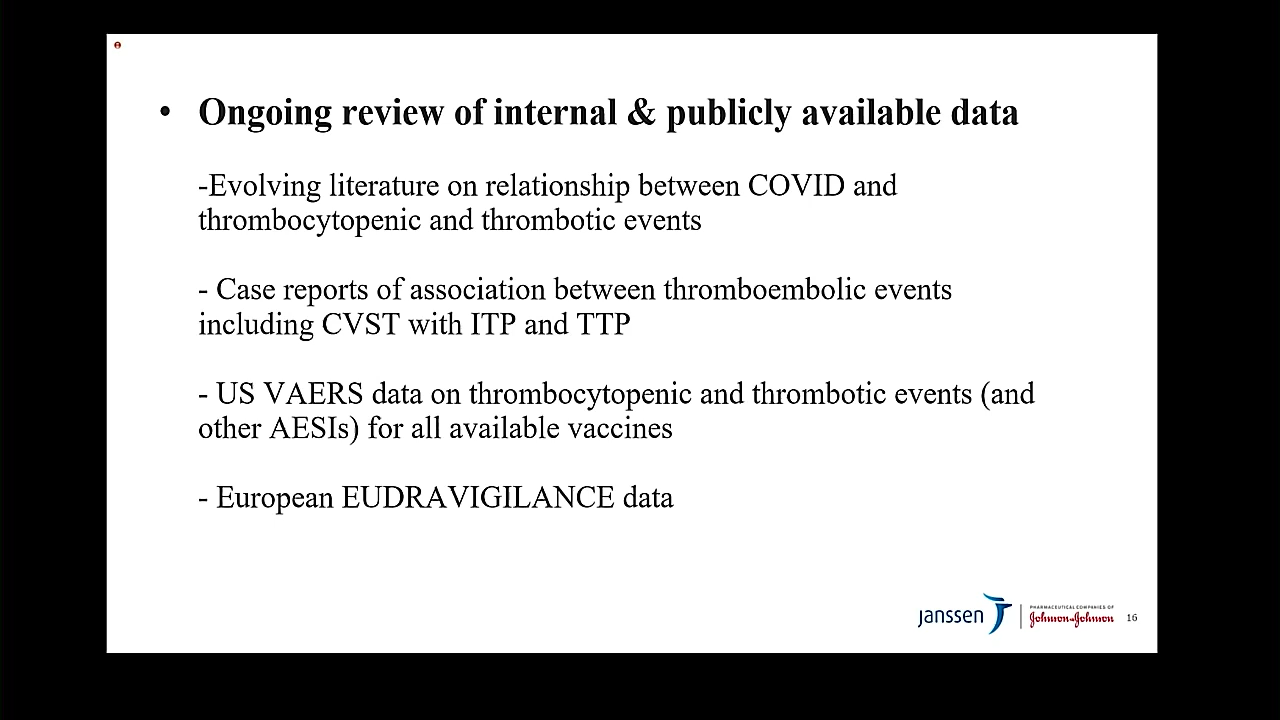 • Ongoing review of internal & publicly available data
-Evolving literature on relationship between COVID and
thrombocytopenic and thrombotic events
- Case reports of association between thromboembolic events
including CVST with ITP and TTP
- US VAERS data on thrombocytopenic and thrombotic events (and
other AESIs) for all available vaccines
- European EUDRAVIGILANCE data
janssen
PHARMACEUTICAL COMPANIES OF
Johnson-Johnson
16